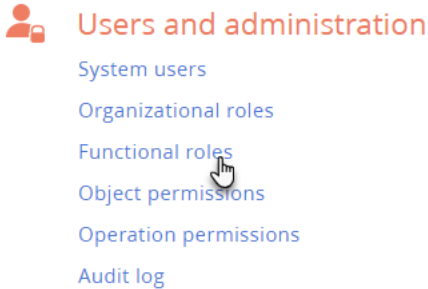 Users and administration
System users
Organizational roles
Functional roles
Object permissions
Operation permissions
Audit log